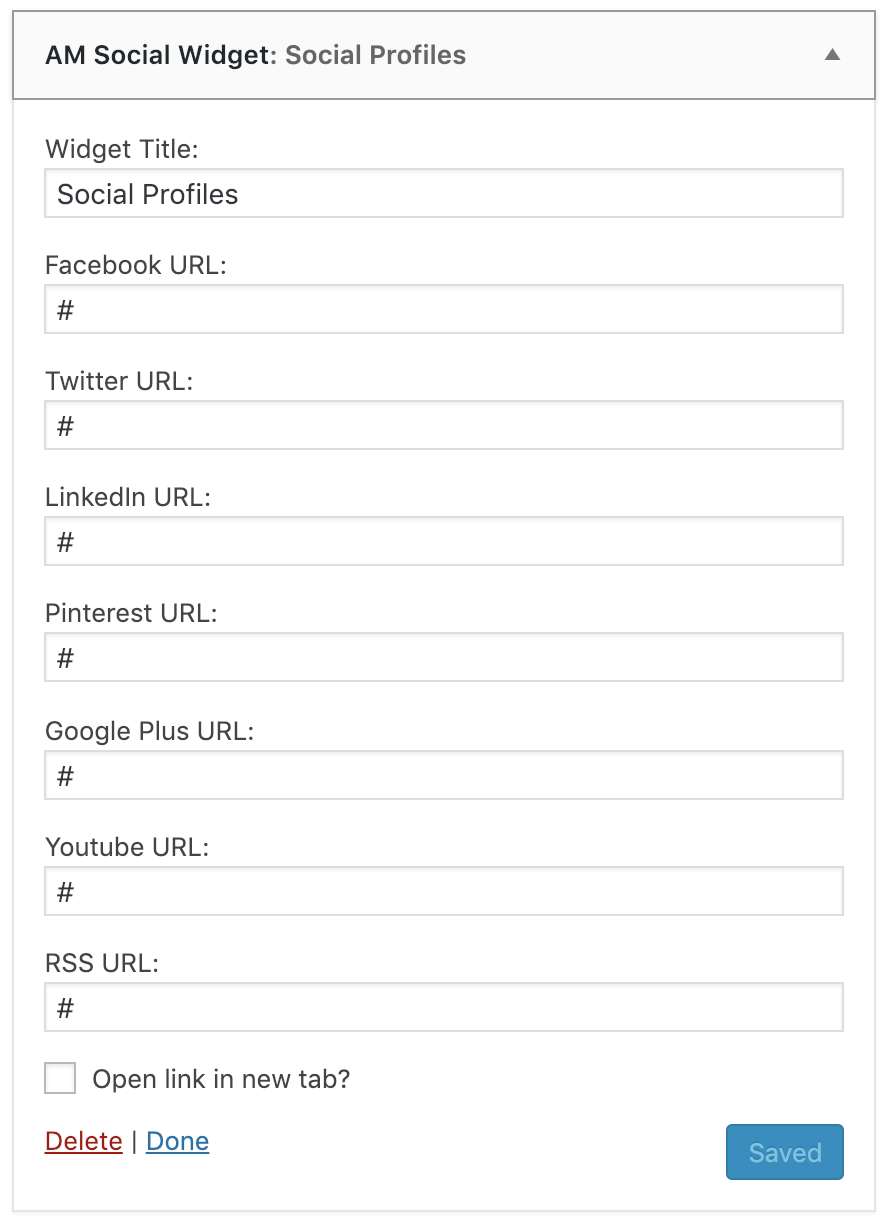 AM Social Widget: Social Profiles
Widget Title:
Social Profiles
Facebook URL:
#
Twitter URL:
#
LinkedIn URL:
#
Pinterest URL:
#
Google Plus URL:
#
Youtube URL:
#
RSS URL:
#
Open link in new tab?
Delete | Done
Saved